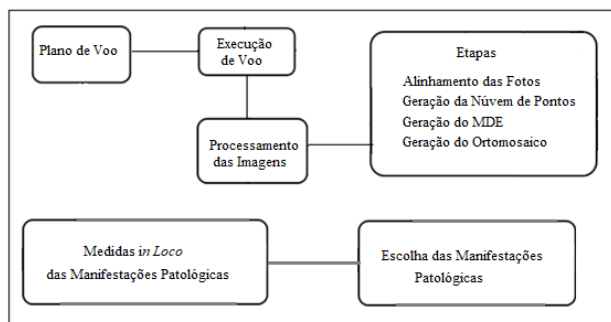 Plano de Voo
Execução
de Voo
Processamento
das Imagens
Etapas
Alinhamento das Fotos
Geração da Núvem de Pontos
Geração do MDE
Geração do Ortomosaico
Medidas in Loco
das Manifestações Patológicas
Escolha das Manifestações
Patológicas